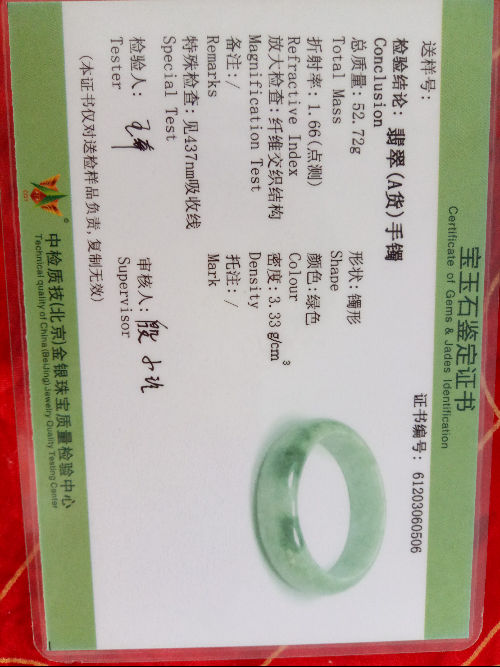 宝玉石鉴定证书
Certificate of Gems & Jades Identification
证书编号: 61203060506
送样号:
检验结论: 翡翠(A货)手镯
Conclusion
总质量: 52.72g 形状: 镯形
Total Mass Shape
折射率: 1.66(点测) 颜色: 绿色
Refractive Index Colour
放大检查: 纤维交织结构 密度: 3.33g/cm³
Magnification Test Density
备注: / 托注: /
Remarks Mark
特殊检查: 见437nm吸收线
Special Test
检验人: 审核人:
Tester Supervisor
(本证书仅对送检样品负责, 复制无效)
中检质技(北京)金银珠宝质量检验中心
Technical quality of China (BeiJing) Jewelry Quality Testing Center